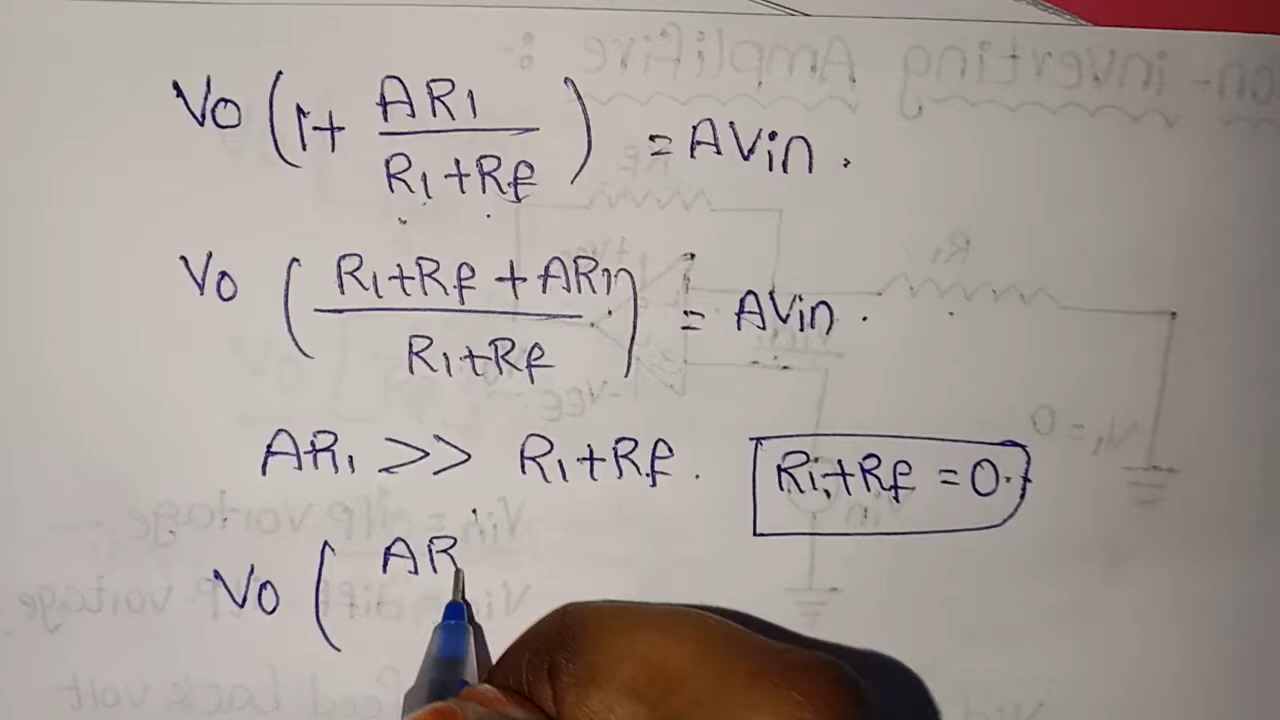 Vo (1+ AR1 / R1+Rf) = AVin.
Vo (R1+Rf+AR1 / R1+Rf) = AVin.
AR1 >> R1+Rf. R1+Rf = 0.
Vo ( AR